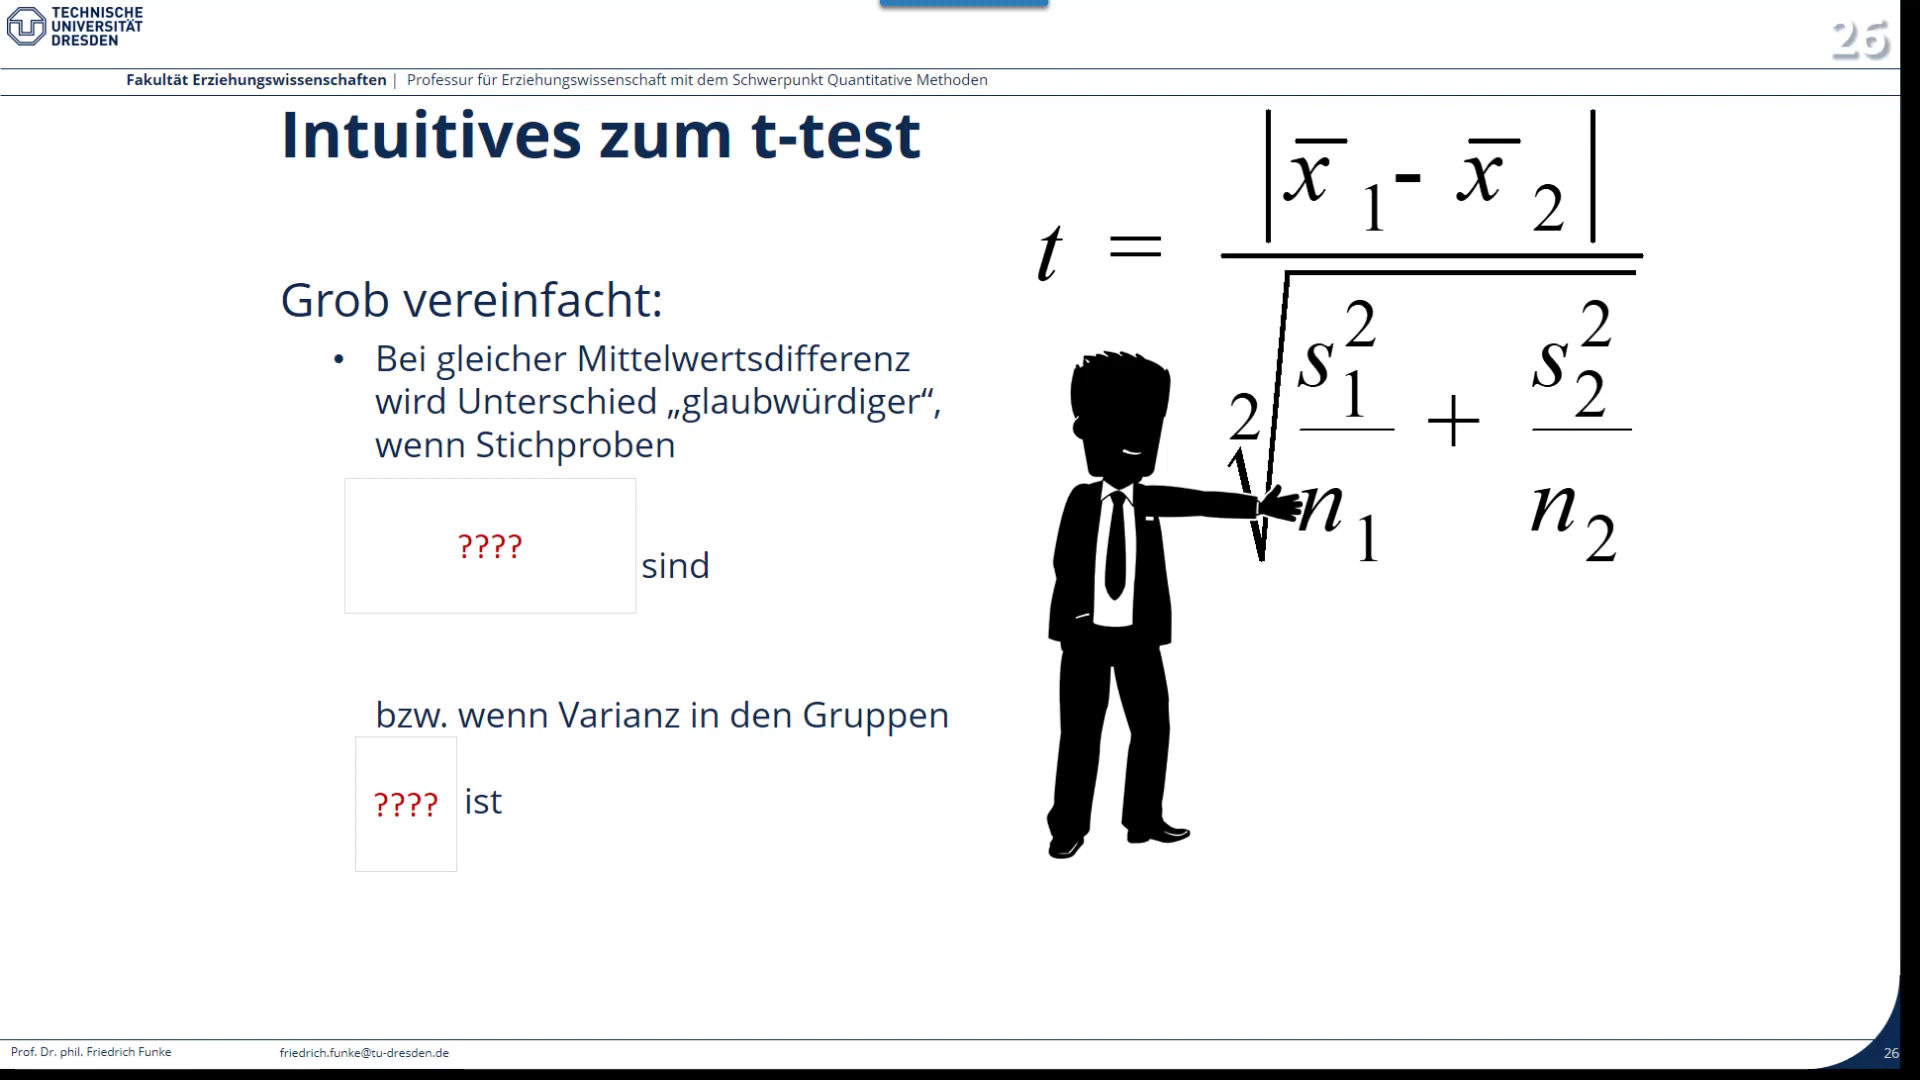 TECHNISCHE
UNIVERSITÄT
DRESDEN
26
Fakultät Erziehungswissenschaften | Professur für Erziehungswissenschaft mit dem Schwerpunkt Quantitative Methoden
Intuitives zum t-test
Grob vereinfacht:
• Bei gleicher Mittelwertsdifferenz
wird Unterschied „glaubwürdiger“,
wenn Stichproben
???? sind
bzw. wenn Varianz in den Gruppen
???? ist
t = |x̄₁ - x̄₂| / ²√(s₁²/n₁ + s₂²/n₂)
Prof. Dr. phil. Friedrich Funke friedrich.funke@tu-dresden.de 26